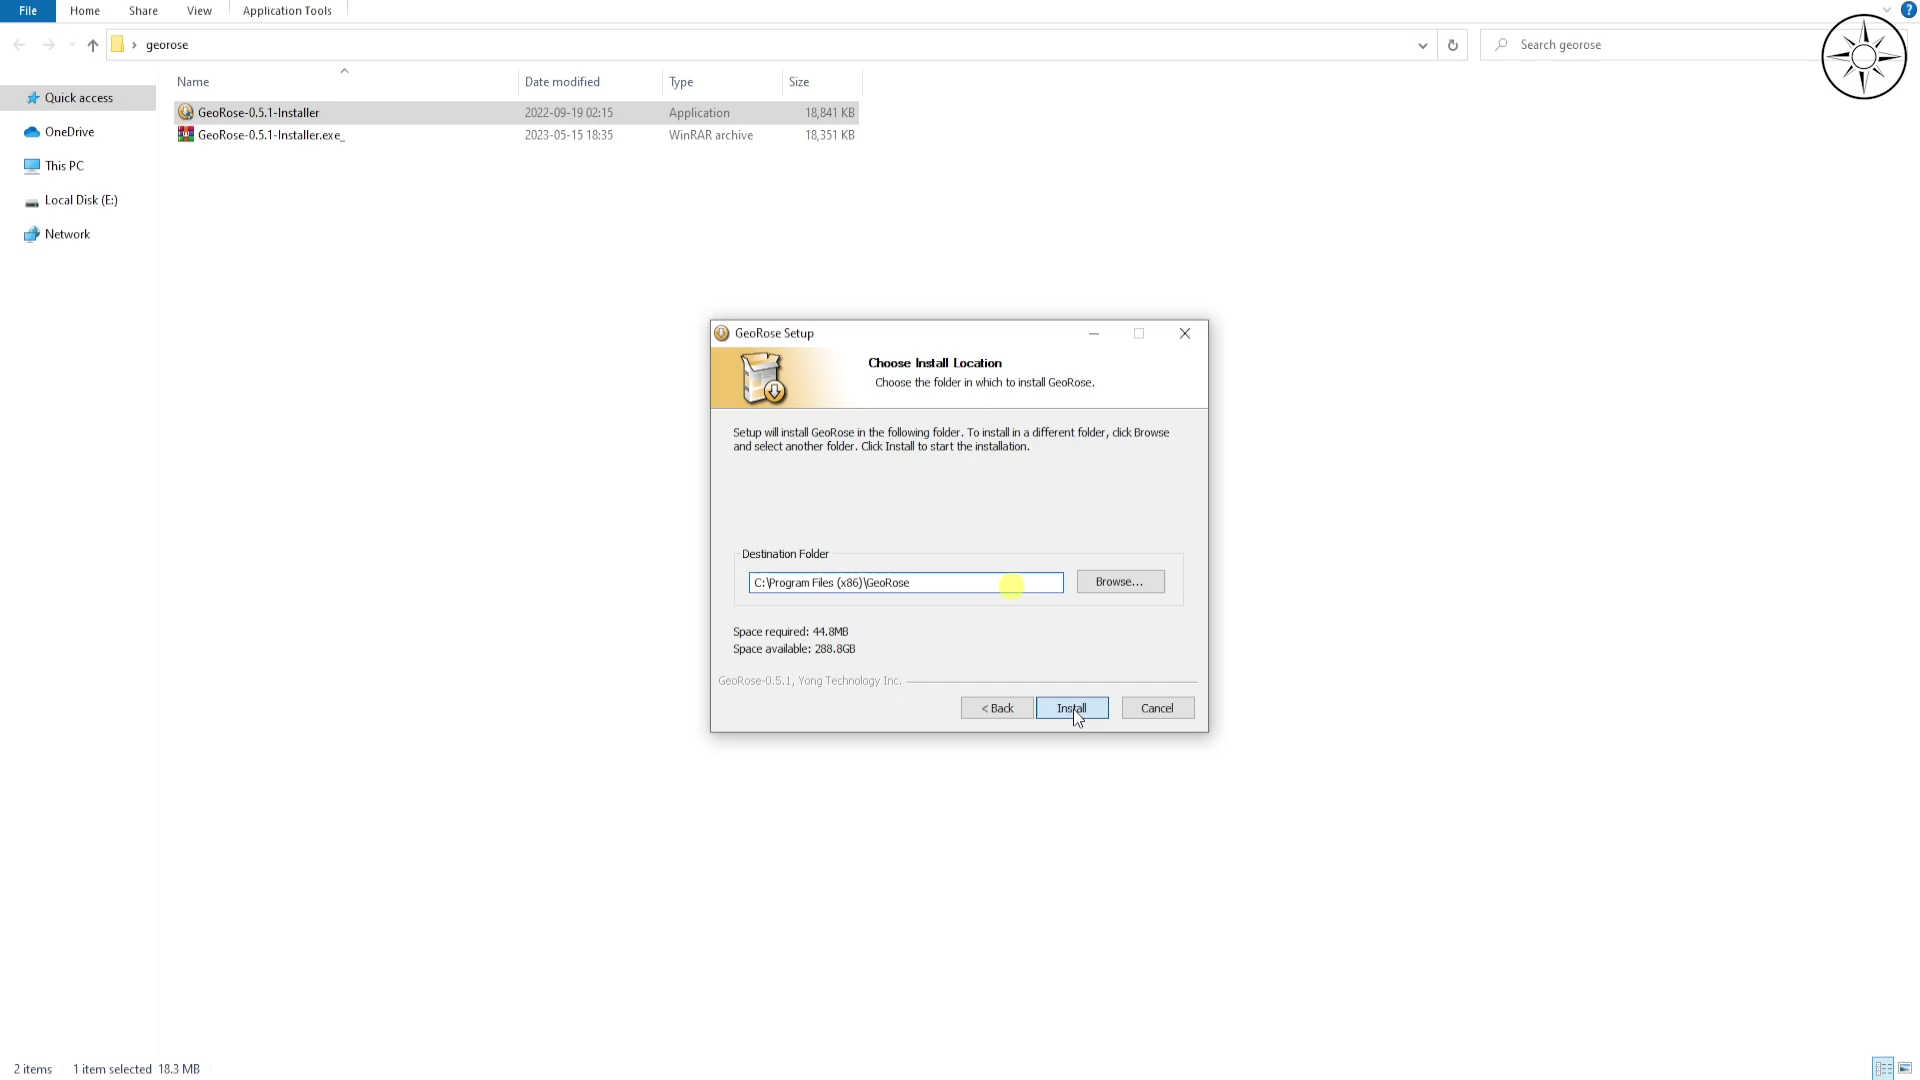 File Home Share View Application Tools
georose
Search georose
Name Date modified Type Size
Quick access
OneDrive
This PC
Local Disk (E:)
Network
GeoRose-0.5.1-Installer 2022-09-19 02:15 Application 18,841 KB
GeoRose-0.5.1-Installer.exe_ 2023-05-15 18:35 WinRAR archive 18,351 KB
GeoRose Setup
Choose Install Location
Choose the folder in which to install GeoRose.
Setup will install GeoRose in the following folder. To install in a different folder, click Browse
and select another folder. Click Install to start the installation.
Destination Folder
C:\Program Files (x86)\GeoRose
Browse...
Space required: 44.8MB
Space available: 288.8GB
GeoRose-0.5.1, Yong Technology Inc.
< Back Install Cancel
2 items 1 item selected 18.3 MB